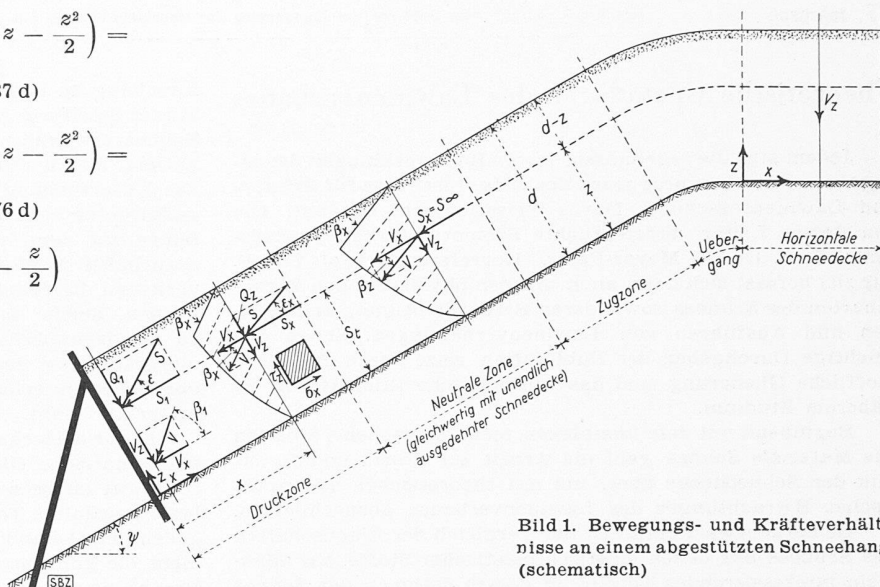 z − z²/2) =
37 d)
z − z²/2) =
76 d)
− z/2)
d-z
d
V_z
z
x
Ueber-
gang
Horizontale
Schneedecke
Zugzone
Neutrale Zone
(gleichwertig mit unendlich
ausgedehnter Schneedecke)
Druckzone
x
S_x=S∞
β_x
V_x
V_z
V
β_z
S_t
Q_z
S
ε_x
S_x
β_x
V_x
V_z
V
β_x
τ_z
σ_x
Q_1
S
ε
S_1
β_1
V_z
V
V_x
z
x
ψ
SBZ
Bild 1. Bewegungs- und Kräfteverhält
nisse an einem abgestützten Schneehang
(schematisch)